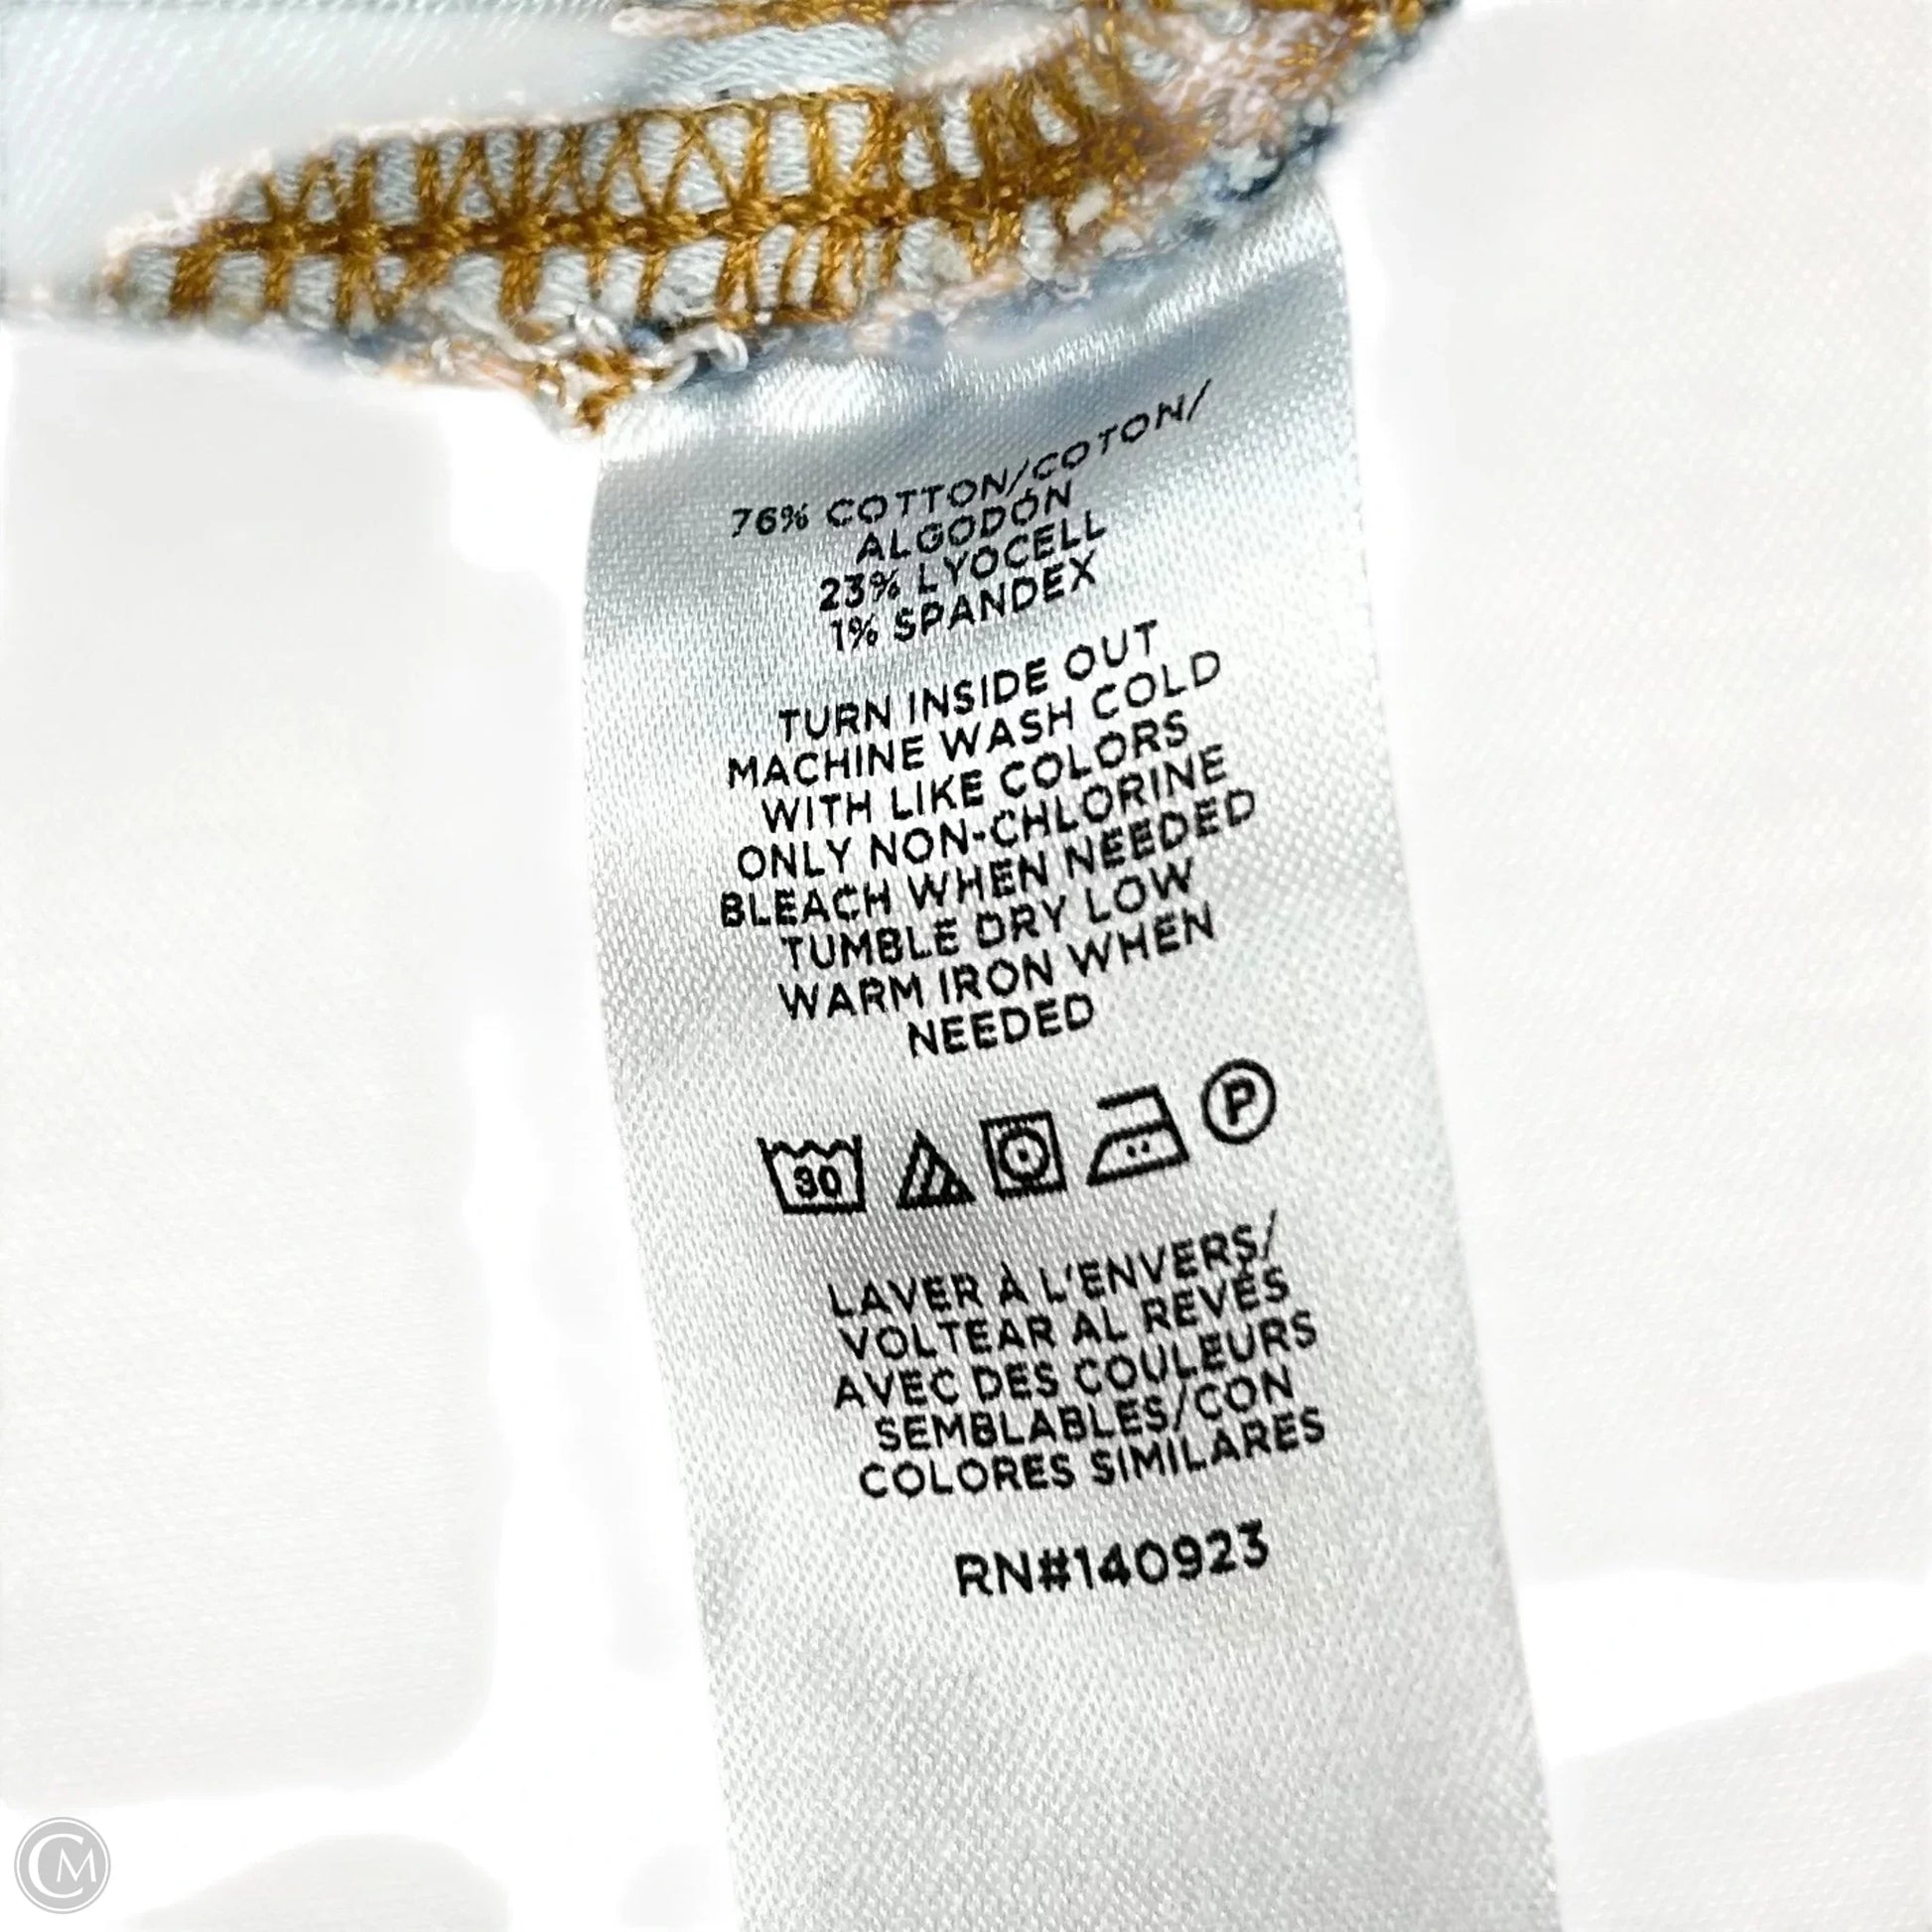 76% COTTON/COTON/
ALGODÓN
23% LYOCELL
1% SPANDEX
TURN INSIDE OUT
MACHINE WASH COLD
WITH LIKE COLORS
ONLY NON-CHLORINE
BLEACH WHEN NEEDED
TUMBLE DRY LOW
WARM IRON WHEN
NEEDED
30 P
LAVER À L'ENVERS/
VOLTEAR AL REVÉS
AVEC DES COULEURS
SEMBLABLES/CON
COLORES SIMILARES
RN#140923
CM